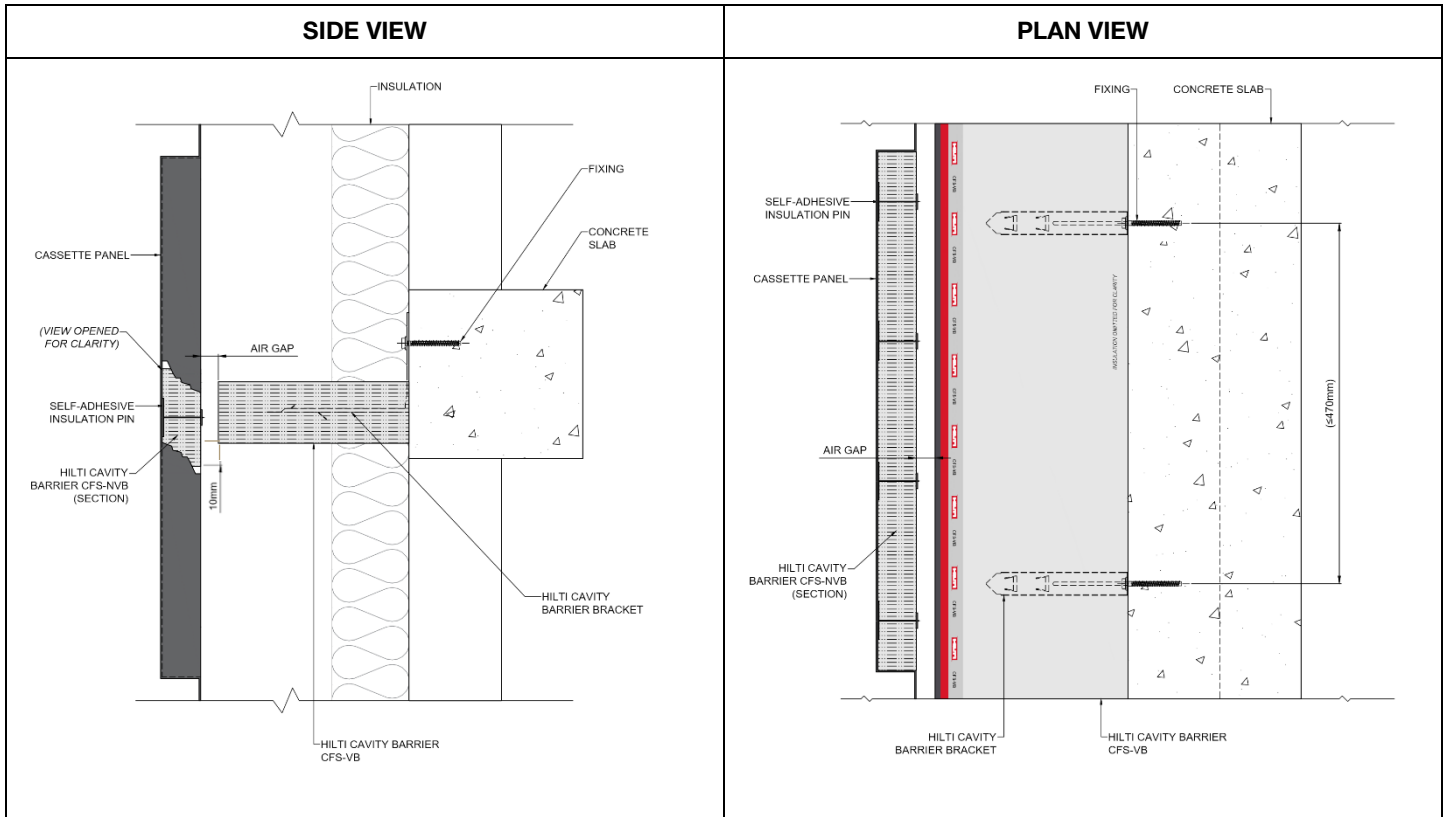 SIDE VIEW
PLAN VIEW
INSULATION
FIXING
CONCRETE
SLAB
CASSETTE PANEL
(VIEW OPENED
FOR CLARITY)
AIR GAP
SELF-ADHESIVE
INSULATION PIN
HILTI CAVITY
BARRIER CFS-NVB
(SECTION)
10mm
HILTI CAVITY
BARRIER BRACKET
HILTI CAVITY BARRIER
CFS-VB
FIXING
CONCRETE SLAB
SELF-ADHESIVE
INSULATION PIN
CASSETTE PANEL
INSULATION OMITTED FOR CLARITY
(≤470mm)
AIR GAP
HILTI CAVITY
BARRIER CFS-NVB
(SECTION)
HILTI CAVITY
BARRIER BRACKET
HILTI CAVITY BARRIER
CFS-VB